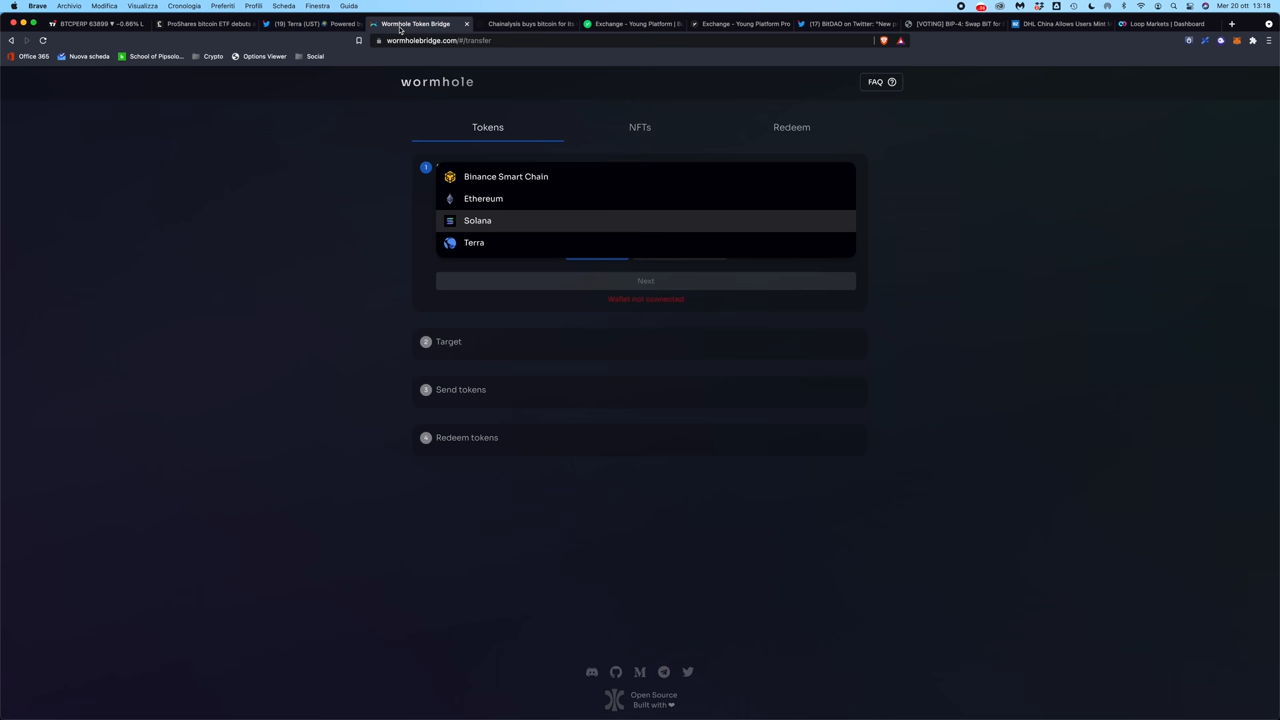 Brave Archivio Modifica Visualizza Cronologia Preferiti Profili Scheda Finestra Guida Mer 20 ott 13:18
BTCPERP 63899 ▼ −0.66% L ProShares bitcoin ETF debuts (19) Terra (UST) Powered b Wormhole Token Bridge Chainalysis buys bitcoin for its Exchange - Young Platform | B Exchange - Young Platform Pro (17) BitDAO on Twitter: "New p [VOTING] BIP-4: Swap BIT for DHL China Allows Users Mint Loop Markets | Dashboard
wormholebridge.com/#/transfer
Office 365 Nuova scheda School of Pipsolo... Crypto Options Viewer Social
wormhole FAQ
Tokens NFTs Redeem
1
Binance Smart Chain
Ethereum
Solana
Terra
Next
Wallet not connected
2 Target
3 Send tokens
4 Redeem tokens
Open Source
Built with ❤